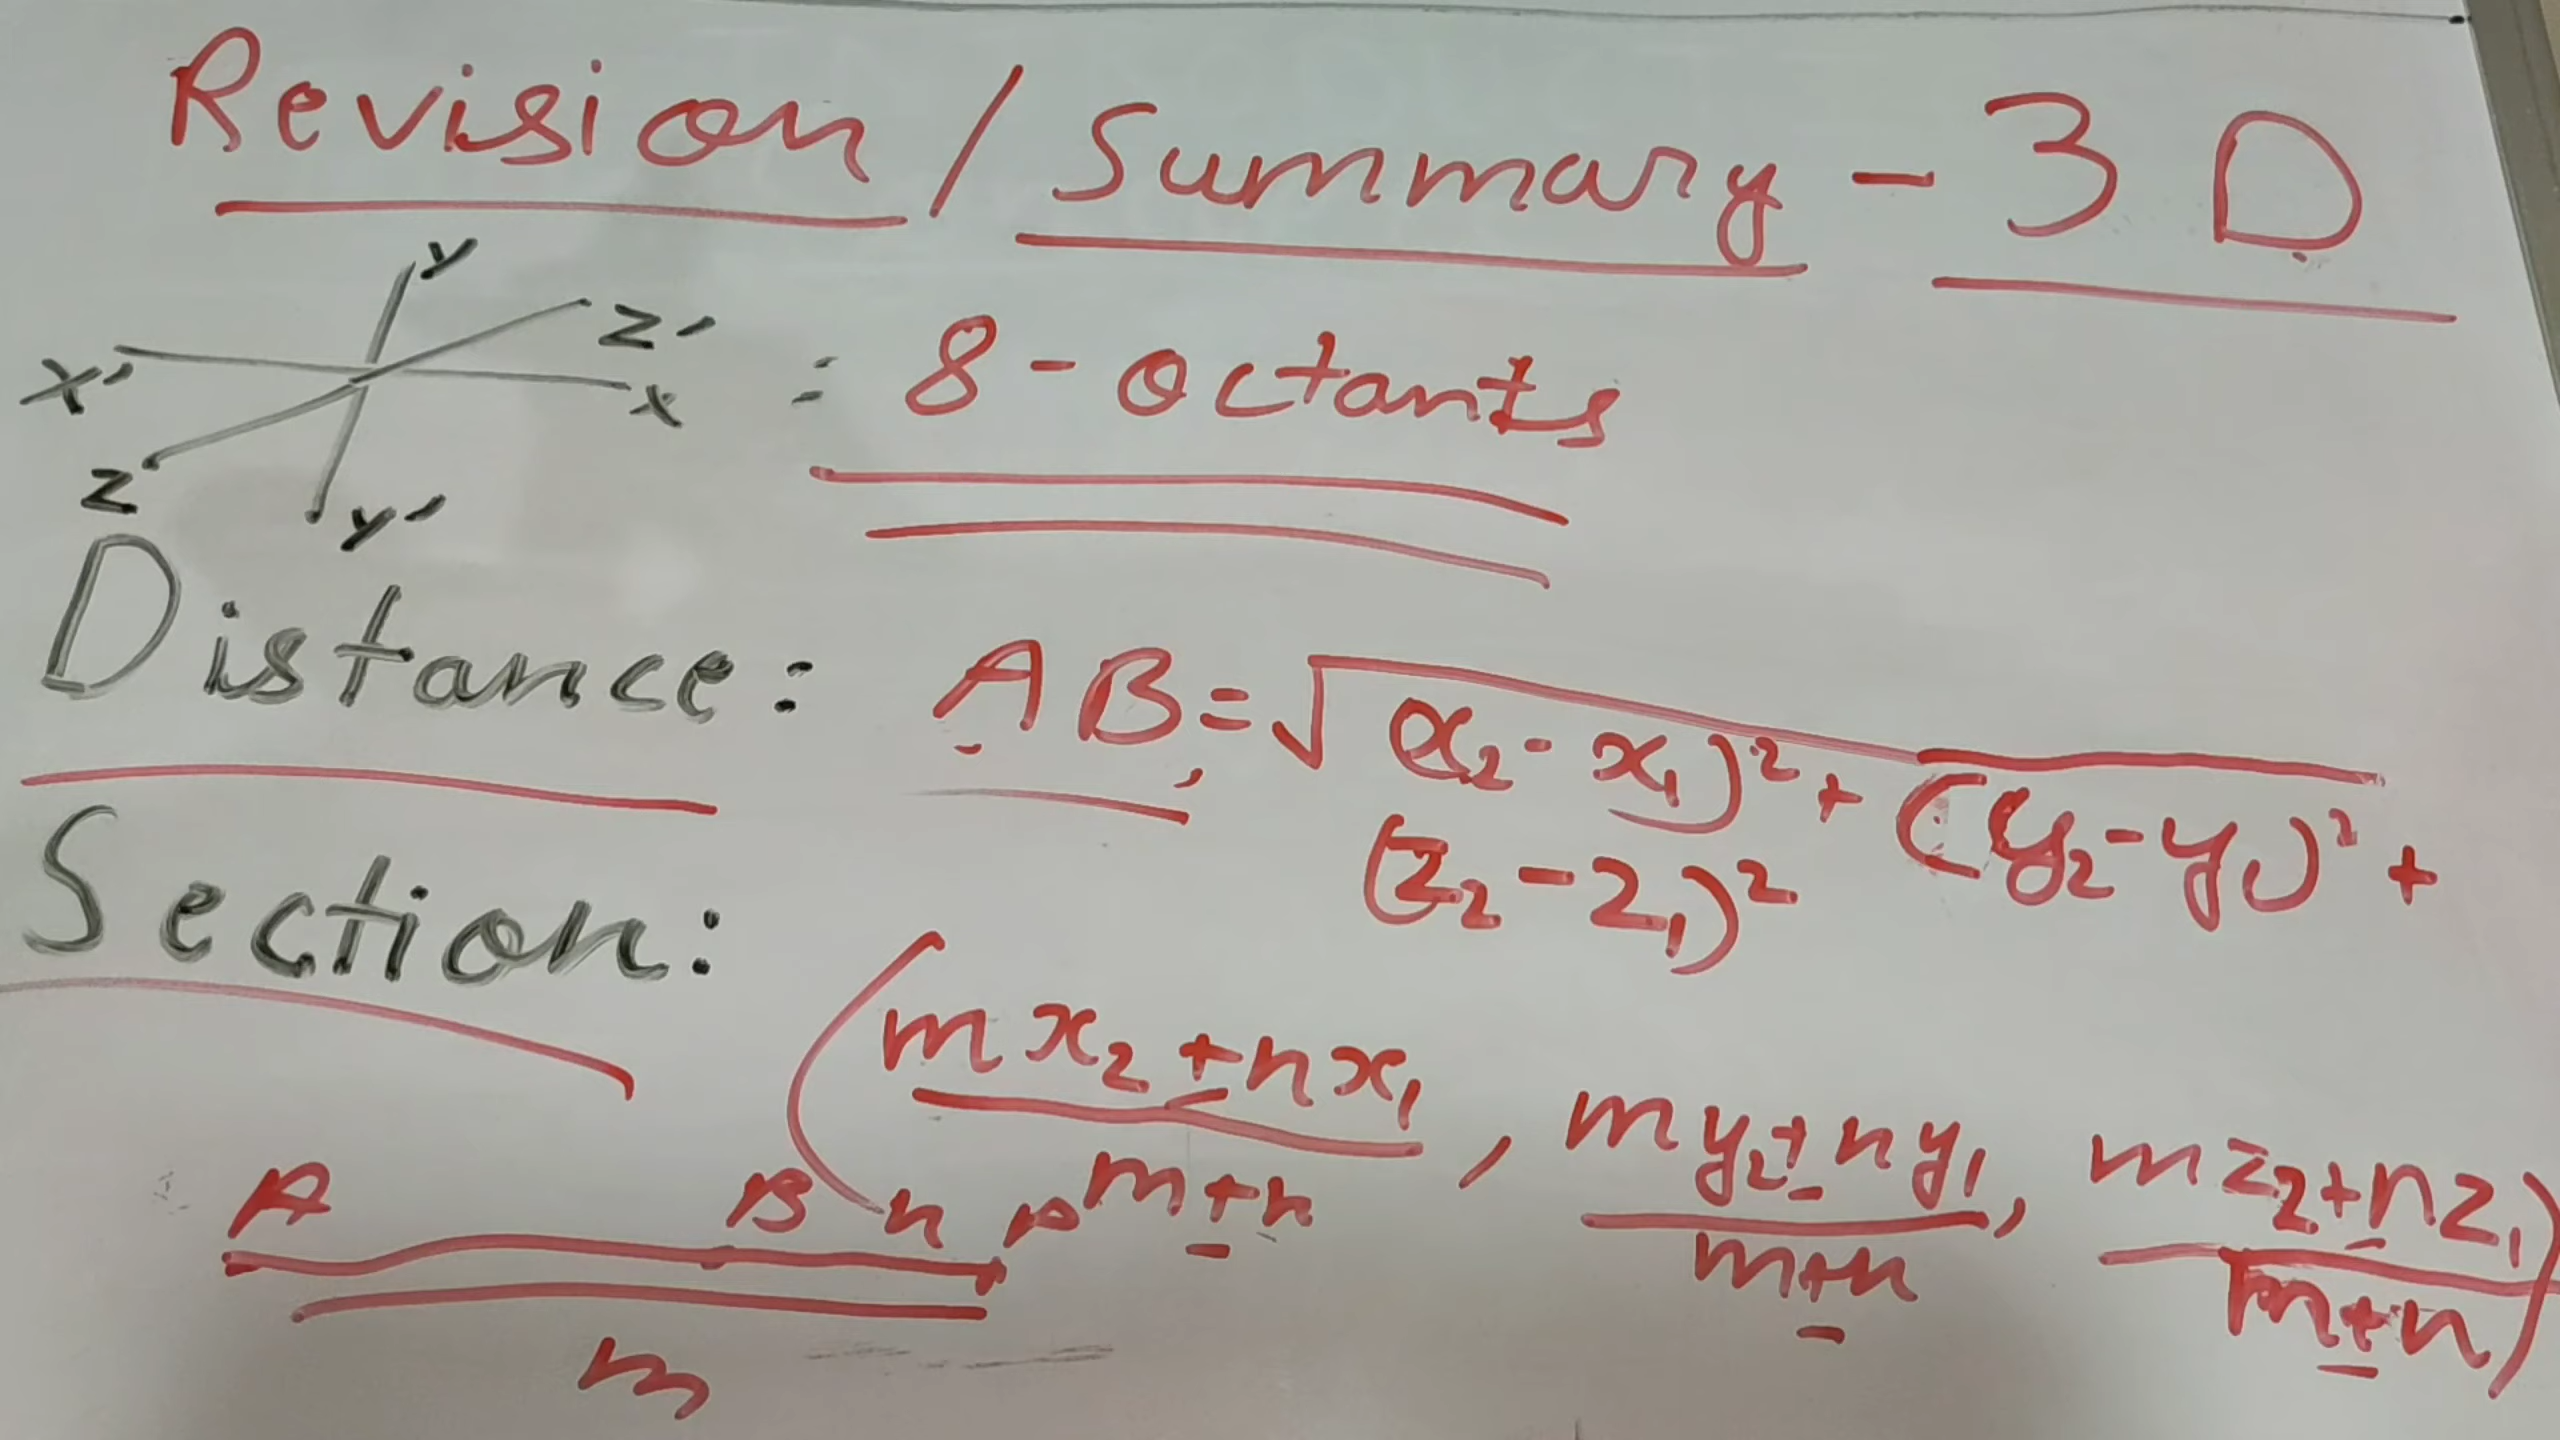 Revision / Summary - 3 D
y
z'
x' x : 8 - octants
z
y'
Distance: AB = √(x₂ - x₁)² + (y₂ - y₁)² +
(z₂ - z₁)²
Section: (mx₂ ± nx₁ / m ± n, my₂ ± ny₁ / m ± n, mz₂ ± nz₁ / m ± n)
A B n P
m